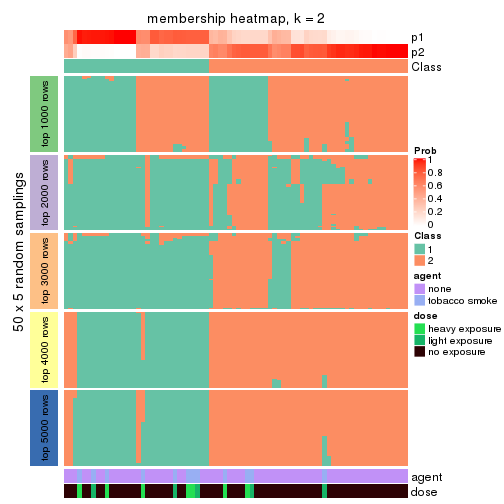 membership heatmap, k = 2
p1
p2
Class
50 x 5 random samplings
top 1000 rows
top 2000 rows
top 3000 rows
top 4000 rows
top 5000 rows
agent
dose
Prob
1
0.8
0.6
0.4
0.2
0
Class
1
2
agent
none
tobacco smoke
dose
heavy exposure
light exposure
no exposure